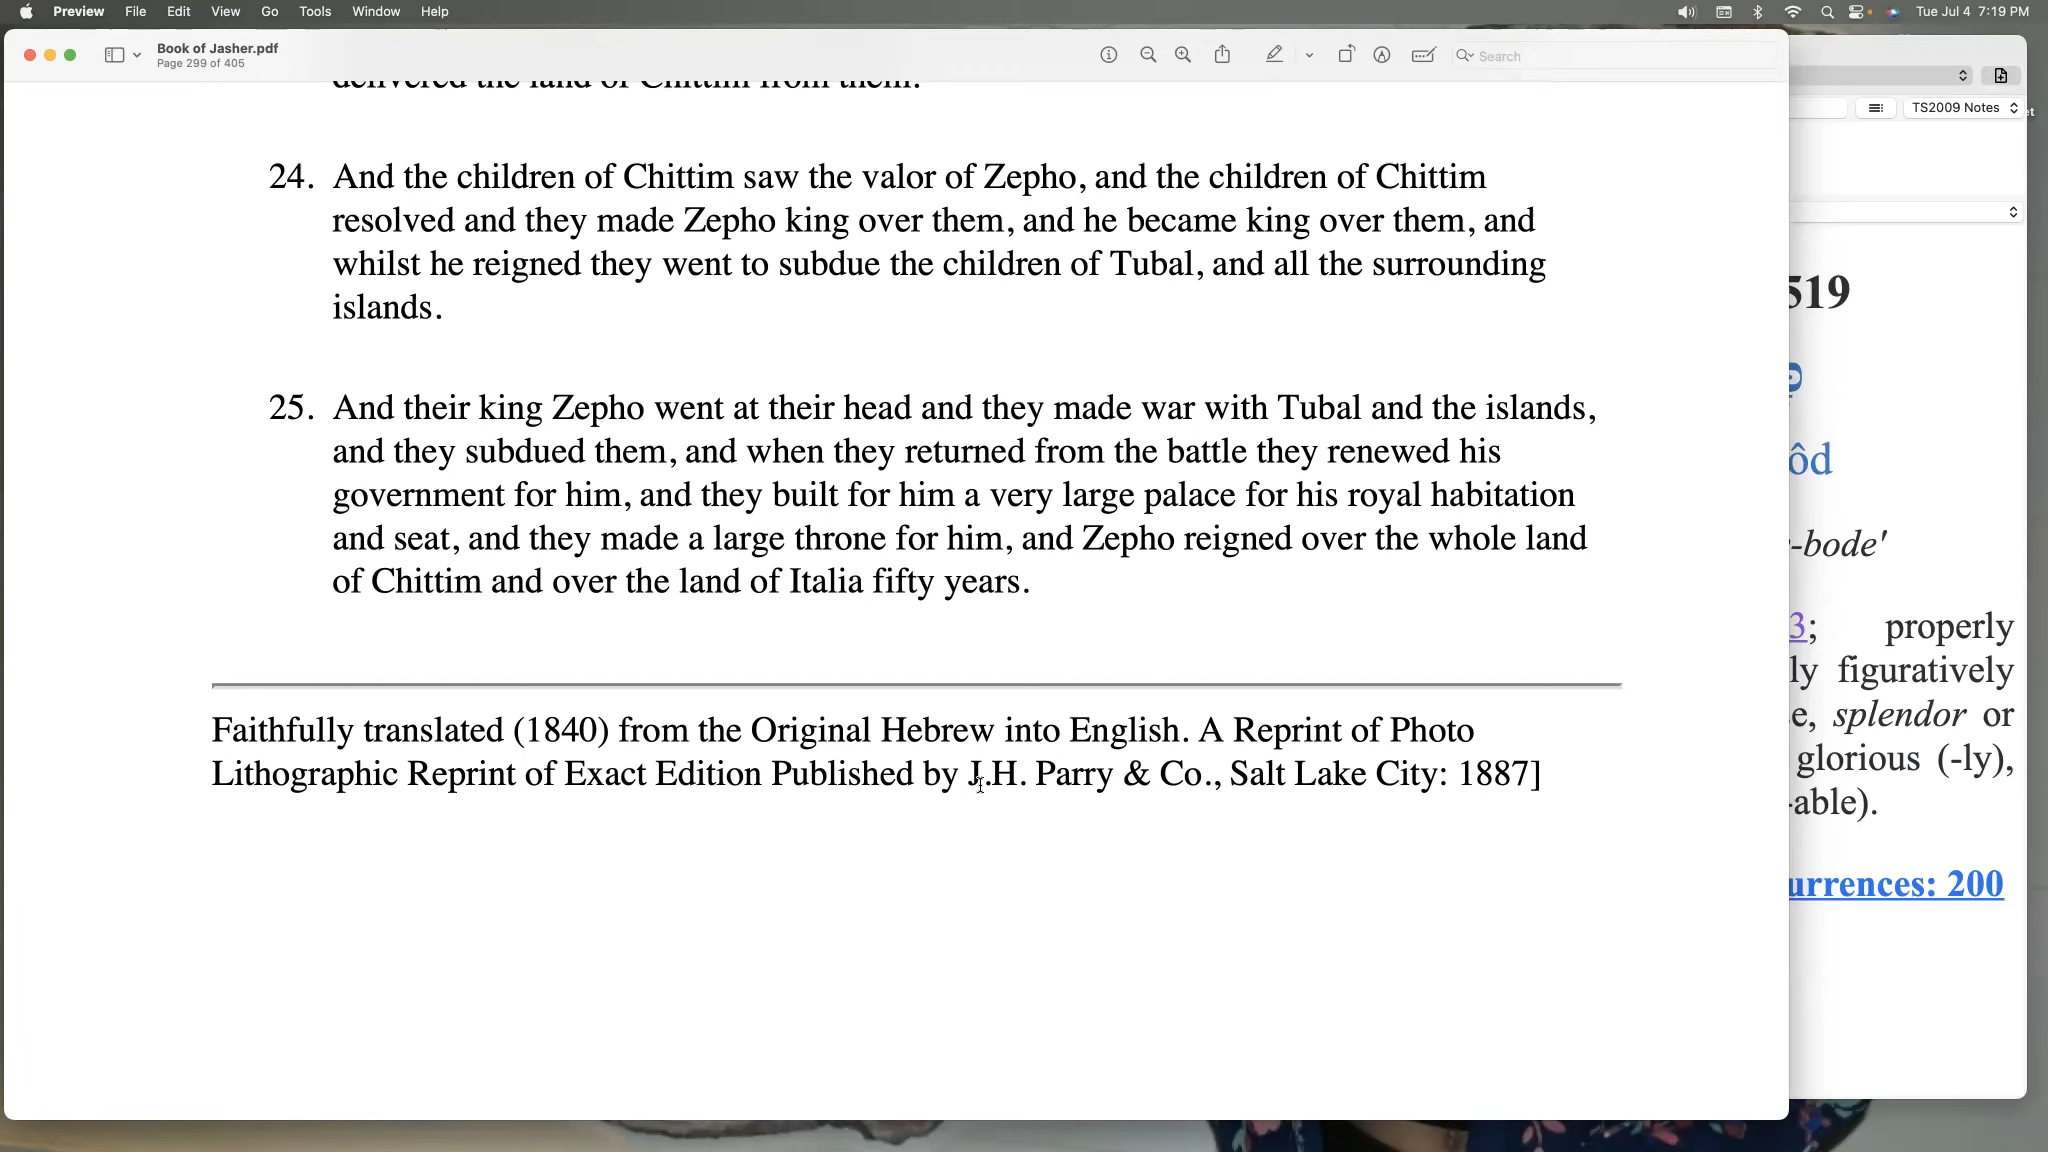 Preview File Edit View Go Tools Window Help
Tue Jul 4 7:19 PM
Book of Jasher.pdf
Page 299 of 405
Search
delivered the land of Chittim from them.
24. And the children of Chittim saw the valor of Zepho, and the children of Chittim
resolved and they made Zepho king over them, and he became king over them, and
whilst he reigned they went to subdue the children of Tubal, and all the surrounding
islands.
25. And their king Zepho went at their head and they made war with Tubal and the islands,
and they subdued them, and when they returned from the battle they renewed his
government for him, and they built for him a very large palace for his royal habitation
and seat, and they made a large throne for him, and Zepho reigned over the whole land
of Chittim and over the land of Italia fifty years.
Faithfully translated (1840) from the Original Hebrew into English. A Reprint of Photo
Lithographic Reprint of Exact Edition Published by J.H. Parry & Co., Salt Lake City: 1887]
TS2009 Notes
519
ôd
-bode'
3; properly
ly figuratively
e, splendor or
glorious (-ly),
-able).
urrences: 200